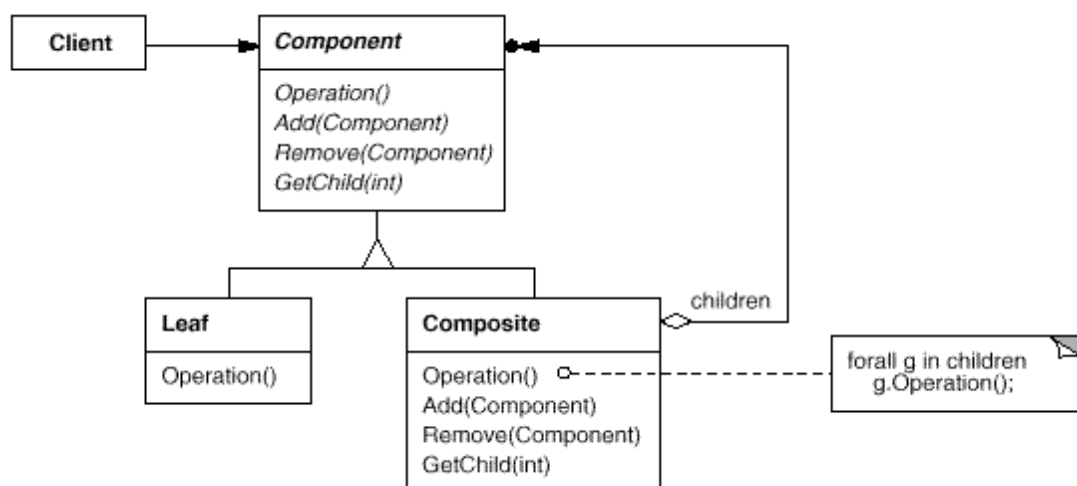 Client
Component
Operation()
Add(Component)
Remove(Component)
GetChild(int)
Leaf
Operation()
Composite
Operation()
Add(Component)
Remove(Component)
GetChild(int)
children
forall g in children
g.Operation();